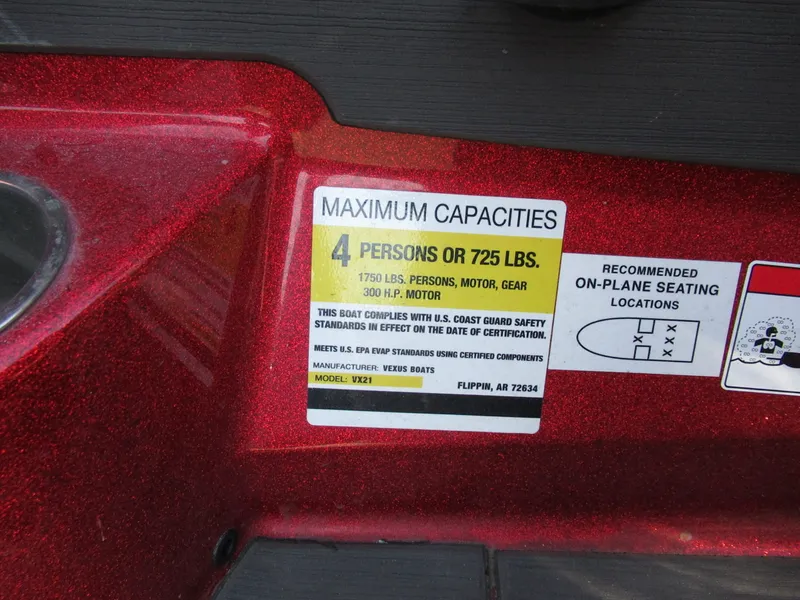 MAXIMUM CAPACITIES
4 PERSONS OR 725 LBS.
1750 LBS. PERSONS, MOTOR, GEAR
300 H.P. MOTOR
THIS BOAT COMPLIES WITH U.S. COAST GUARD SAFETY
STANDARDS IN EFFECT ON THE DATE OF CERTIFICATION.
MEETS U.S. EPA EVAP STANDARDS USING CERTIFIED COMPONENTS
MANUFACTURER: VEXUS BOATS
MODEL: VX21
FLIPPIN, AR 72634
RECOMMENDED
ON-PLANE SEATING
LOCATIONS
X X
X
X X